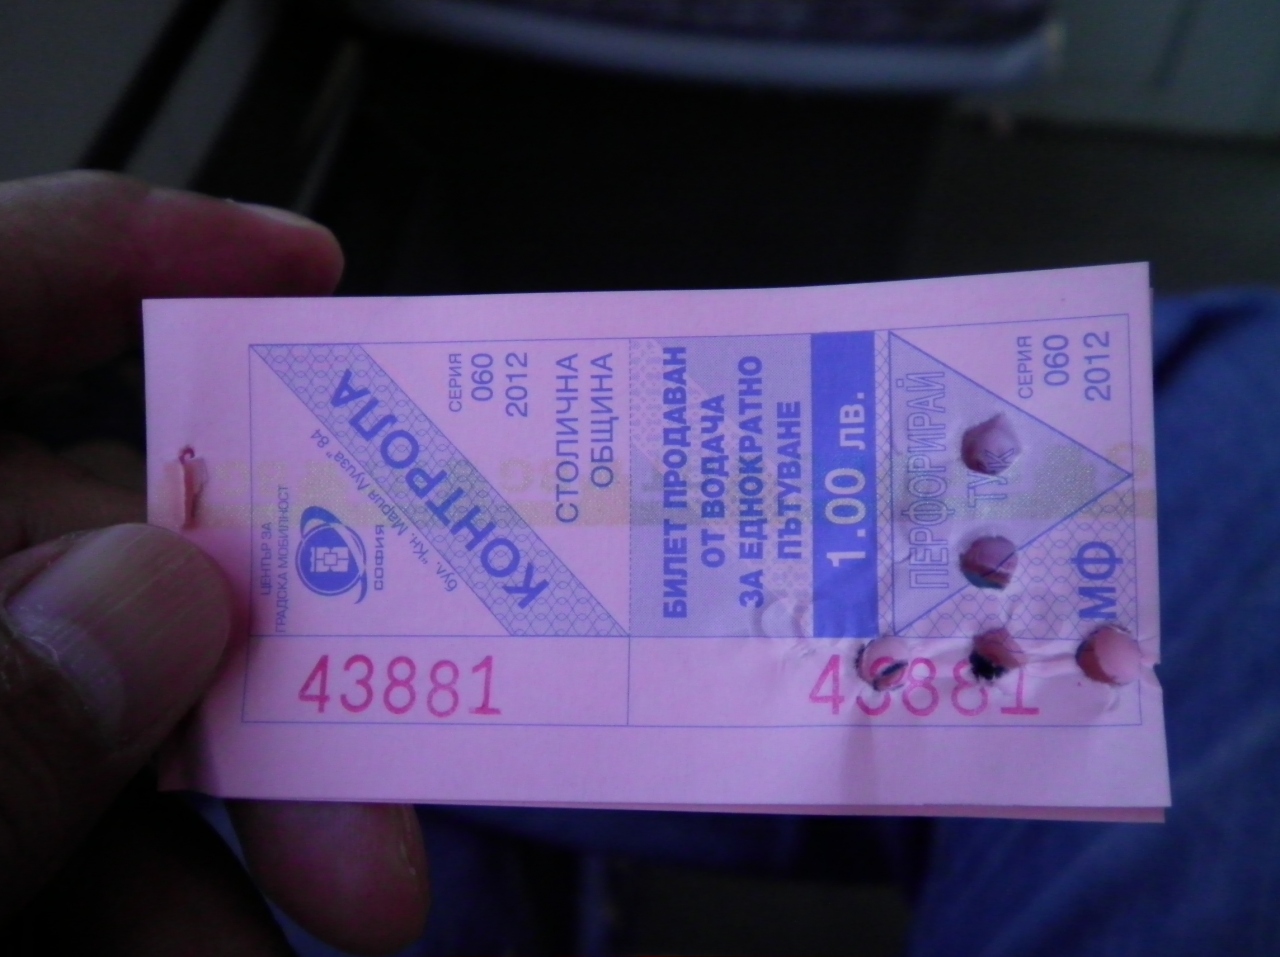 ЦЕНТЪР ЗА
ГРАДСКА МОБИЛНОСТ
СОФИЯ
бул. "Кн. Мария Луиза" 84
КОНТРОЛА
СЕРИЯ
060
2012
СТОЛИЧНА
ОБЩИНА
БИЛЕТ ПРОДАВАН
ОТ ВОДАЧА
ЗА ЕДНОКРАТНО
ПЪТУВАНЕ
1.00 ЛВ.
ПЕРФОРИРАЙ
ТУК
СЕРИЯ
060
2012
МФ
43881
43881